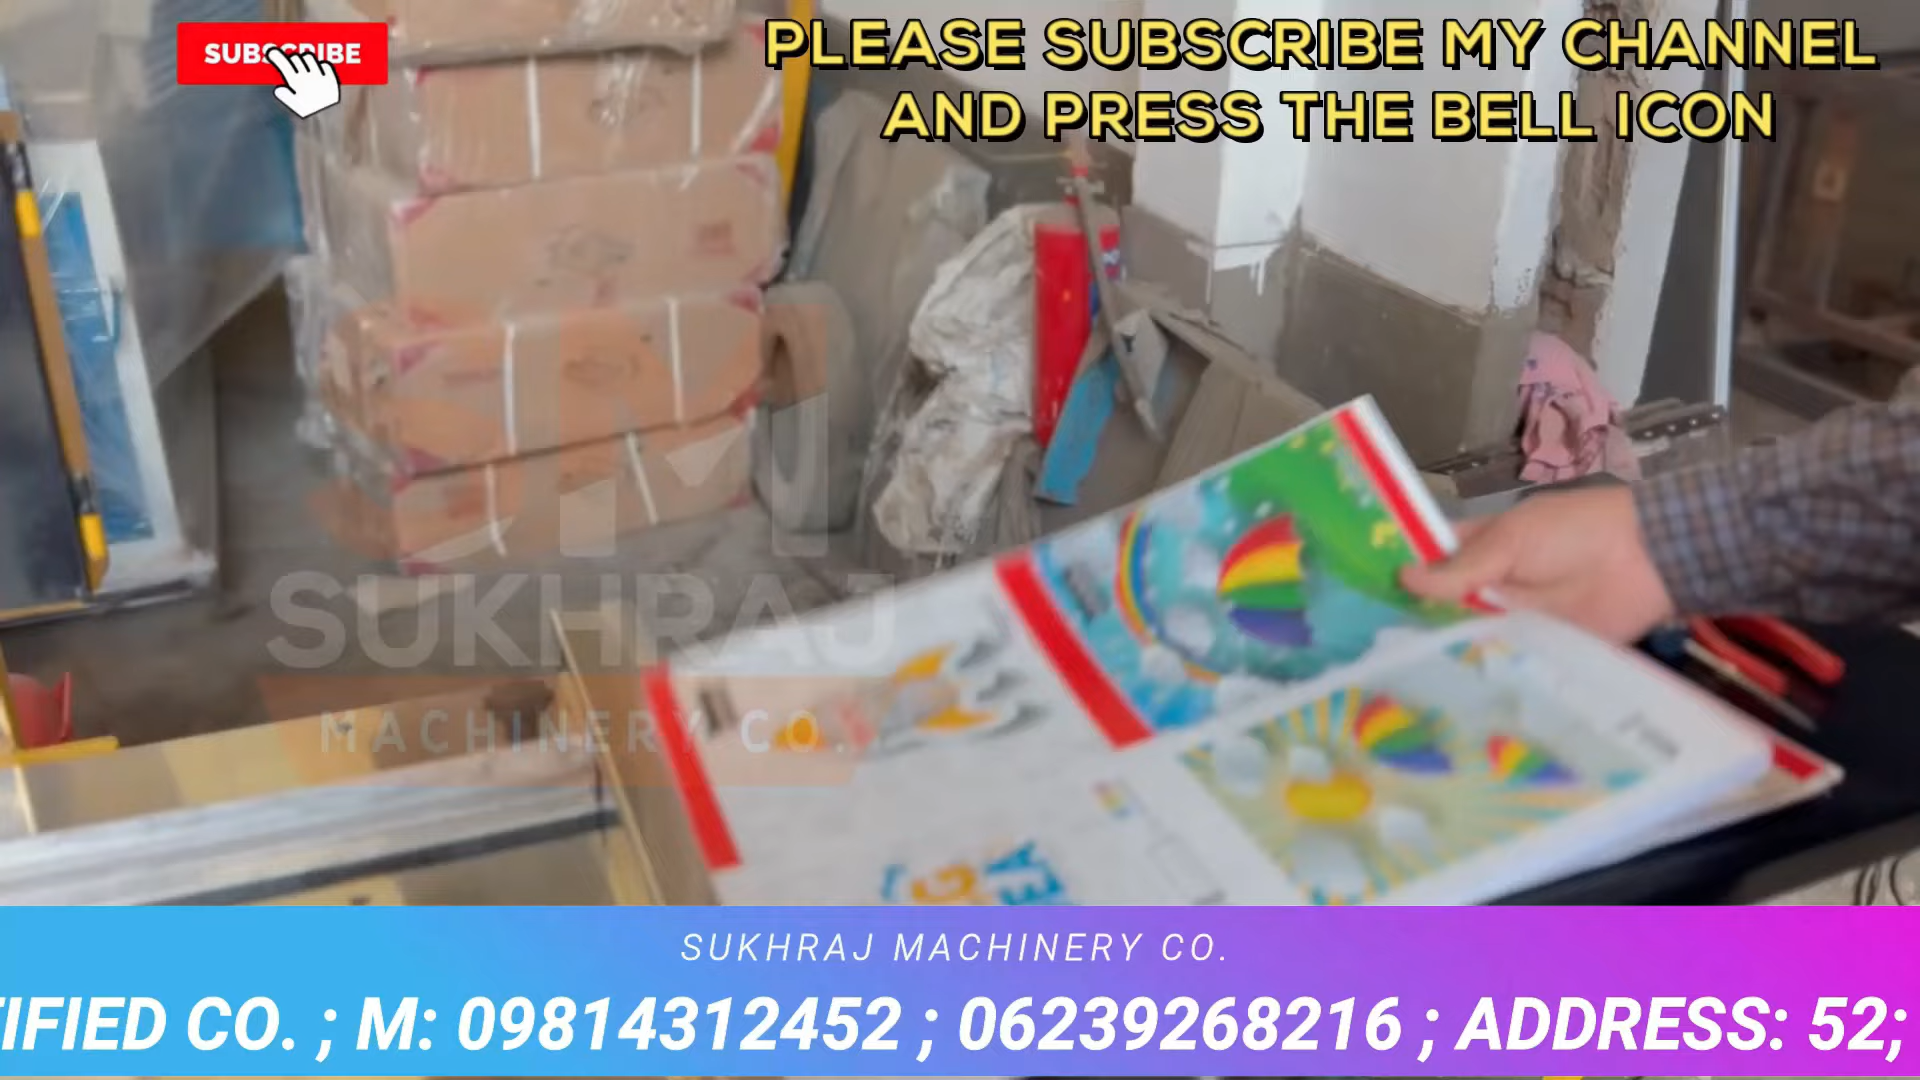 SUBSCRIBE
PLEASE SUBSCRIBE MY CHANNEL
AND PRESS THE BELL ICON
SUKHRAJ
MACHINERY CO.
SUKHRAJ MACHINERY CO.
IFIED CO. ; M: 09814312452 ; 06239268216 ; ADDRESS: 52;